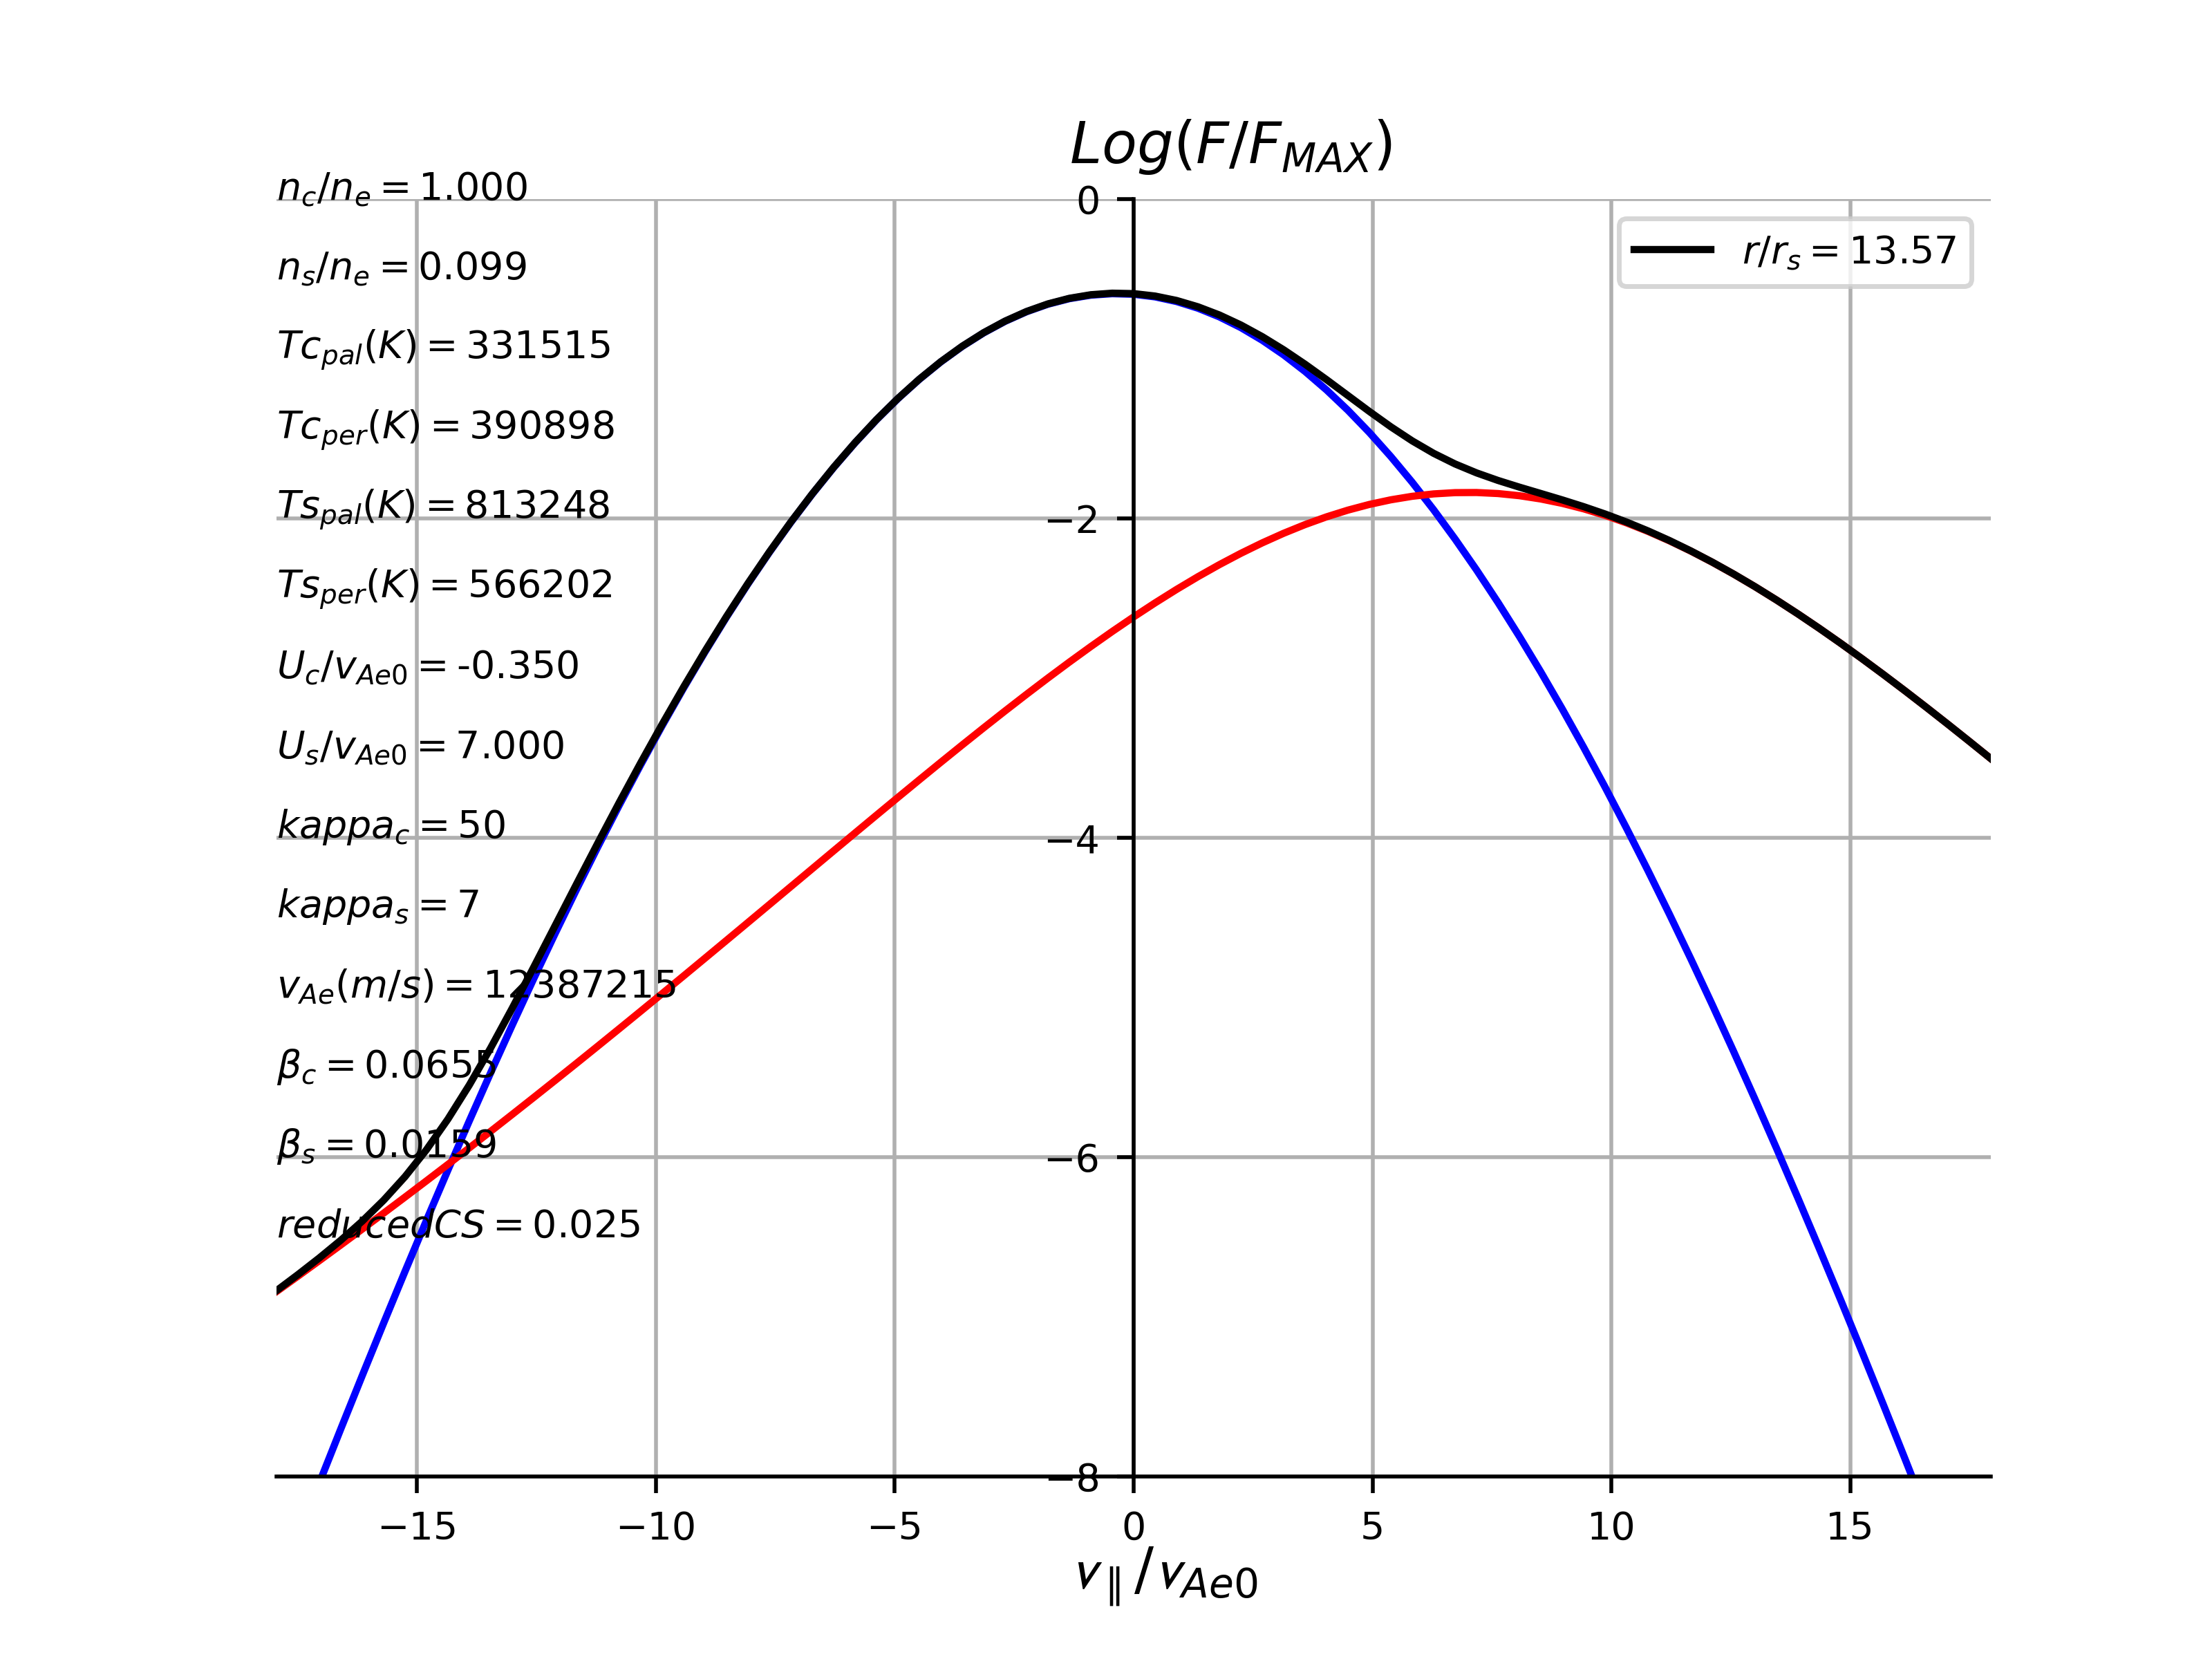 Log(F/F_MAX)
n_c/n_e = 1.000
0
r/r_s = 13.57
n_s/n_e = 0.099
Tc_pal(K) = 331515
Tc_per(K) = 390898
Ts_pal(K) = 813248
−2
Ts_per(K) = 566202
U_c/v_Ae0 = -0.350
U_s/v_Ae0 = 7.000
kappa_c = 50
−4
kappa_s = 7
v_Ae(m/s) = 12387215
β_c = 0.0655
β_s = 0.0159
−6
reducedCS = 0.025
−8
−15 −10 −5 0 5 10 15
v_∥/v_Ae0